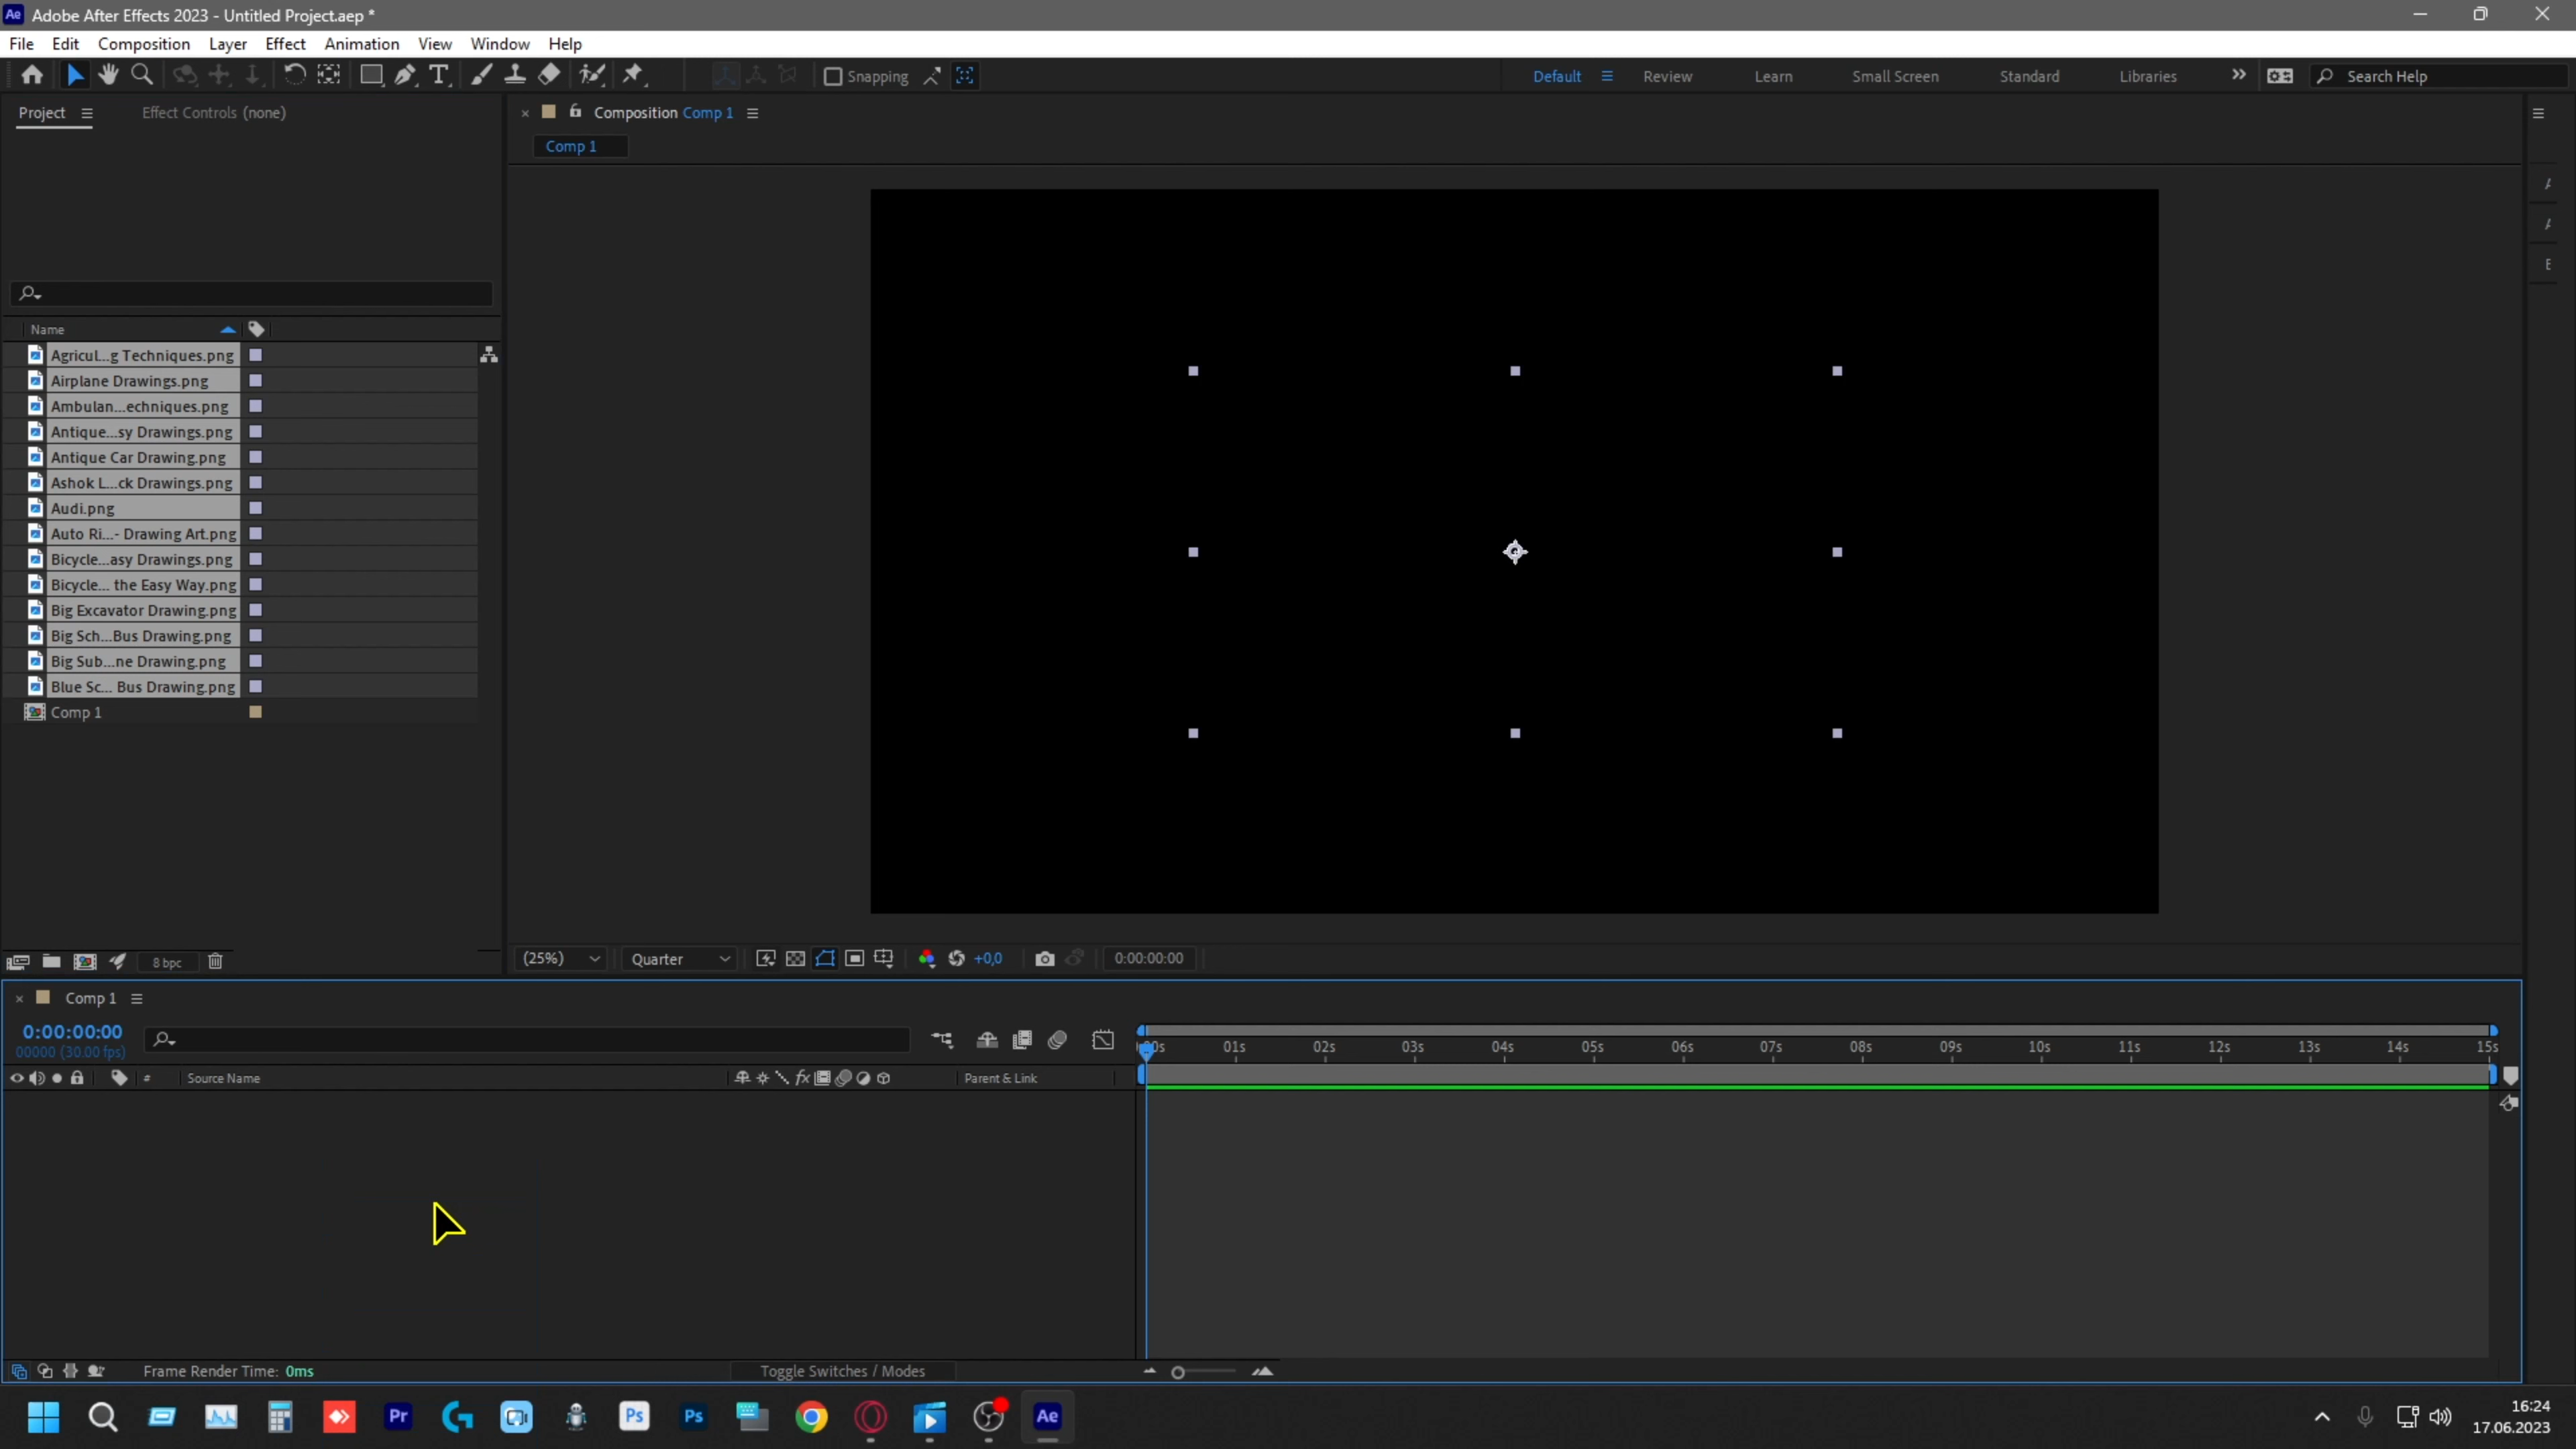 Ae Adobe After Effects 2023 - Untitled Project.aep *
File Edit Composition Layer Effect Animation View Window Help
Snapping
Default Review Learn Small Screen Standard Libraries Search Help
Project Effect Controls (none)
Composition Comp 1
Comp 1
Name
Agricul...g Techniques.png
Airplane Drawings.png
Ambulan...echniques.png
Antique...sy Drawings.png
Antique Car Drawing.png
Ashok L...ck Drawings.png
Audi.png
Auto Ri...- Drawing Art.png
Bicycle...asy Drawings.png
Bicycle... the Easy Way.png
Big Excavator Drawing.png
Big Sch...Bus Drawing.png
Big Sub...ne Drawing.png
Blue Sc... Bus Drawing.png
Comp 1
8 bpc
(25%) Quarter +0,0 0:00:00:00
Comp 1
0:00:00:00
00000 (30.00 fps)
01s 02s 03s 04s 05s 06s 07s 08s 09s 10s 11s 12s 13s 14s 15s
# Source Name fx Parent & Link
Frame Render Time: 0ms Toggle Switches / Modes
Pr Ps Ps Ae
16:24
17.06.2023